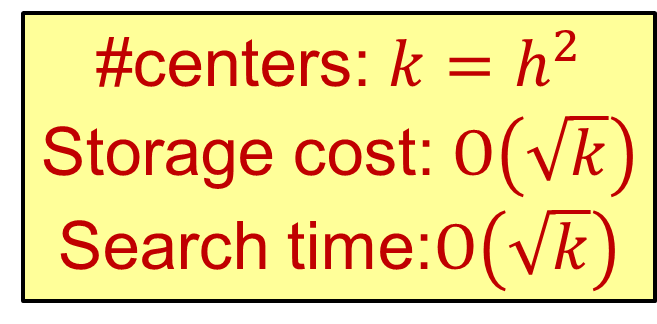 #centers: k = h²
Storage cost: O(√k)
Search time:O(√k)